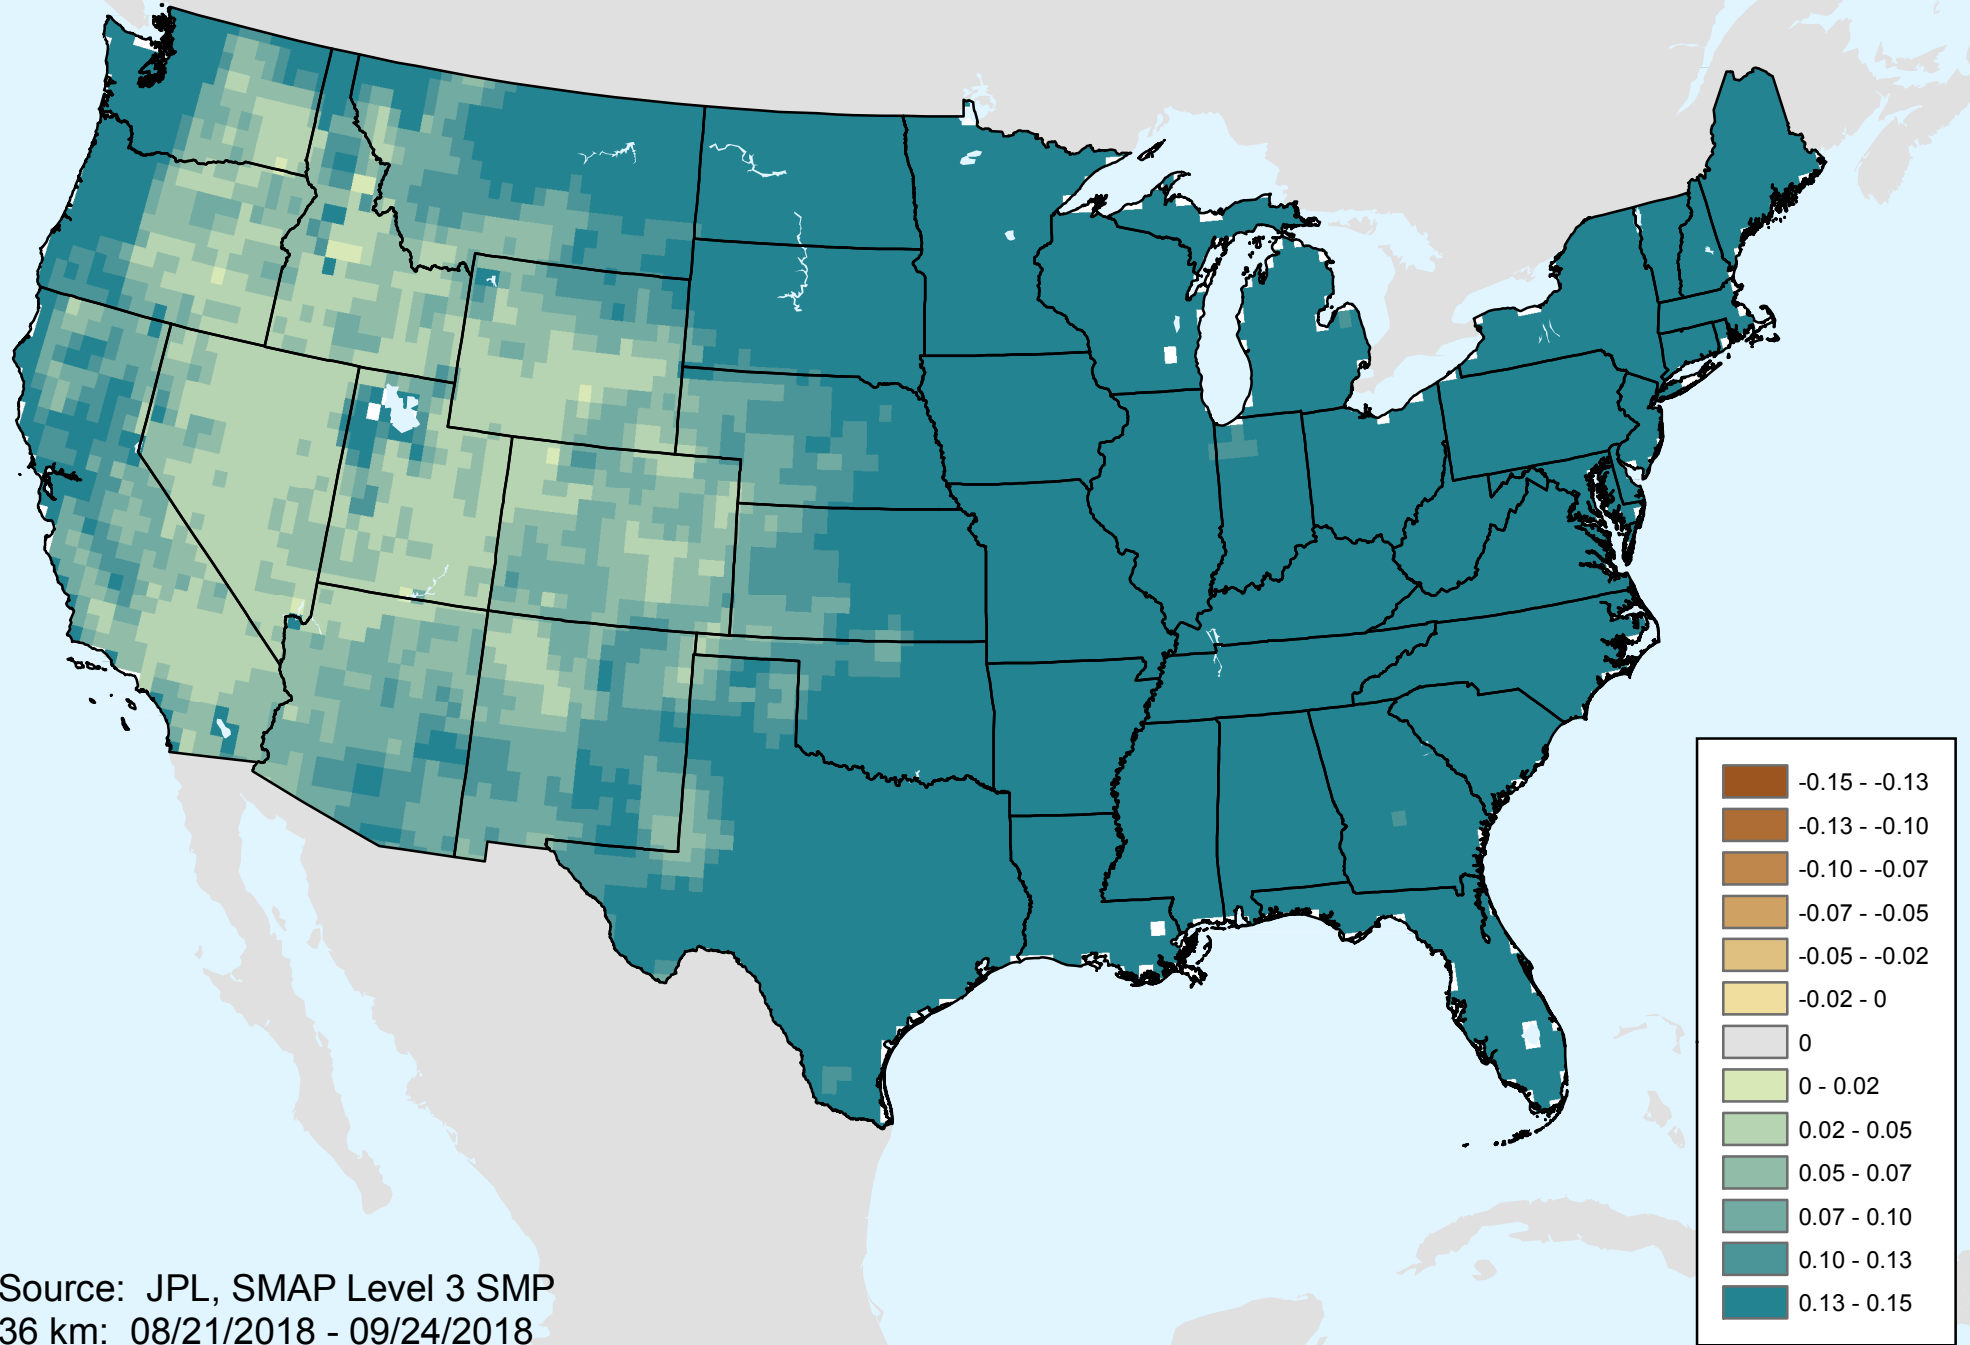 -0.15 - -0.13
-0.13 - -0.10
-0.10 - -0.07
-0.07 - -0.05
-0.05 - -0.02
-0.02 - 0
0
0 - 0.02
0.02 - 0.05
0.05 - 0.07
0.07 - 0.10
0.10 - 0.13
0.13 - 0.15
Source: JPL, SMAP Level 3 SMP
36 km: 08/21/2018 - 09/24/2018